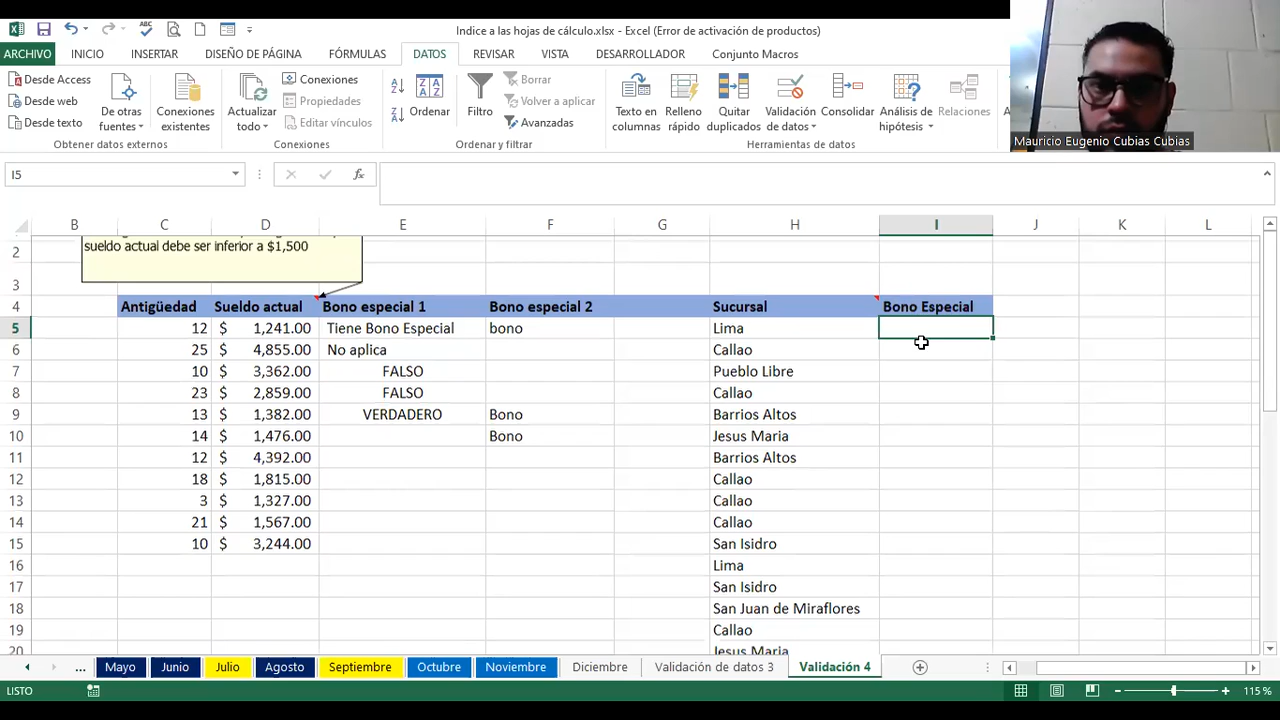 Indice a las hojas de cálculo.xlsx - Excel (Error de activación de productos)
ARCHIVO INICIO INSERTAR DISEÑO DE PÁGINA FÓRMULAS DATOS REVISAR VISTA DESARROLLADOR Conjunto Macros
Desde Access
Desde web
Desde texto
De otras fuentes
Conexiones existentes
Obtener datos externos
Actualizar todo
Conexiones
Propiedades
Editar vínculos
Conexiones
Ordenar
Filtro
Borrar
Volver a aplicar
Avanzadas
Ordenar y filtrar
Texto en columnas
Relleno rápido
Quitar duplicados
Validación de datos
Consolidar
Análisis de hipótesis
Relaciones
Herramientas de datos
Mauricio Eugenio Cubias Cubias
I5 fx
B C D E F G H I J K L
2 sueldo actual debe ser inferior a $1,500
3
4 Antigüedad Sueldo actual Bono especial 1 Bono especial 2 Sucursal Bono Especial
5 12 $ 1,241.00 Tiene Bono Especial bono Lima
6 25 $ 4,855.00 No aplica Callao
7 10 $ 3,362.00 FALSO Pueblo Libre
8 23 $ 2,859.00 FALSO Callao
9 13 $ 1,382.00 VERDADERO Bono Barrios Altos
10 14 $ 1,476.00 Bono Jesus Maria
11 12 $ 4,392.00 Barrios Altos
12 18 $ 1,815.00 Callao
13 3 $ 1,327.00 Callao
14 21 $ 1,567.00 Callao
15 10 $ 3,244.00 San Isidro
16 Lima
17 San Isidro
18 San Juan de Miraflores
19 Callao
20 Jesus Maria
... Mayo Junio Julio Agosto Septiembre Octubre Noviembre Diciembre Validación de datos 3 Validación 4
LISTO 115 %